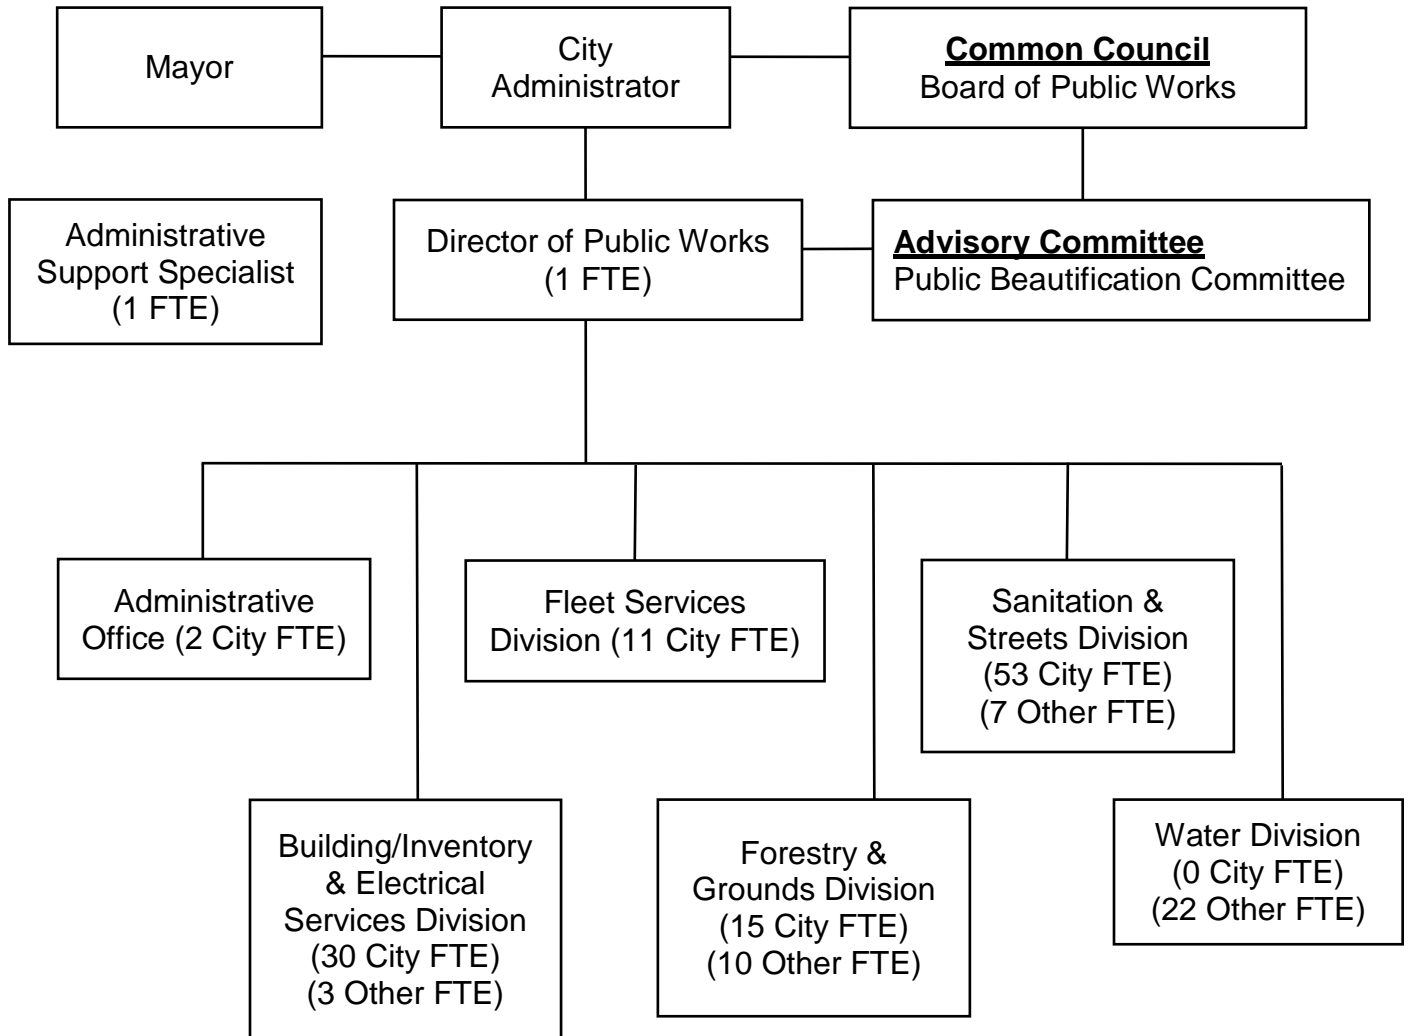 Mayor
City
Administrator
Common Council
Board of Public Works
Administrative
Support Specialist
(1 FTE)
Director of Public Works
(1 FTE)
Advisory Committee
Public Beautification Committee
Administrative
Office (2 City FTE)
Fleet Services
Division (11 City FTE)
Sanitation &
Streets Division
(53 City FTE)
(7 Other FTE)
Building/Inventory
& Electrical
Services Division
(30 City FTE)
(3 Other FTE)
Forestry &
Grounds Division
(15 City FTE)
(10 Other FTE)
Water Division
(0 City FTE)
(22 Other FTE)